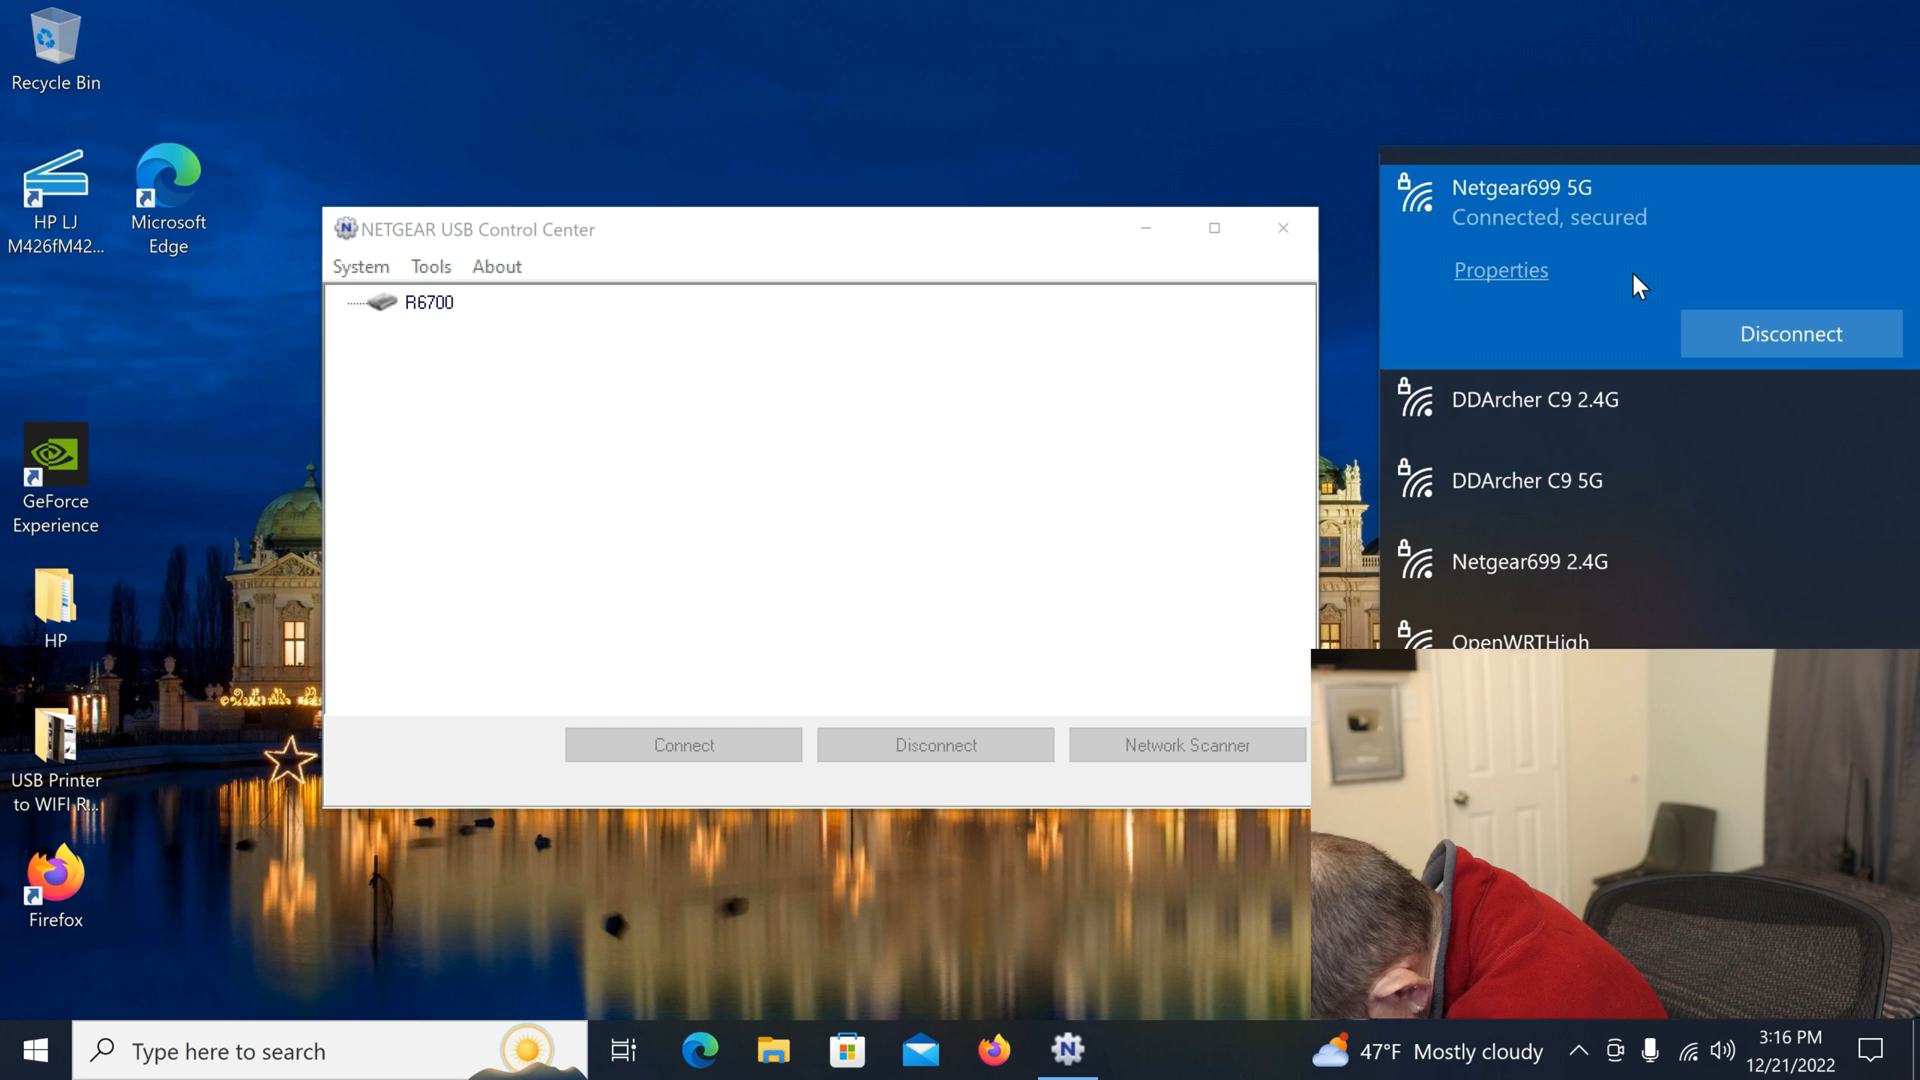 Recycle Bin
HP LJ
M426fM42...
Microsoft
Edge
GeForce
Experience
HP
USB Printer
to WIFI R...
Firefox
NETGEAR USB Control Center
System Tools About
R6700
Connect Disconnect Network Scanner
Netgear699 5G
Connected, secured
Properties
Disconnect
DDArcher C9 2.4G
DDArcher C9 5G
Netgear699 2.4G
OpenWRTHigh
Type here to search
47°F Mostly cloudy
3:16 PM
12/21/2022